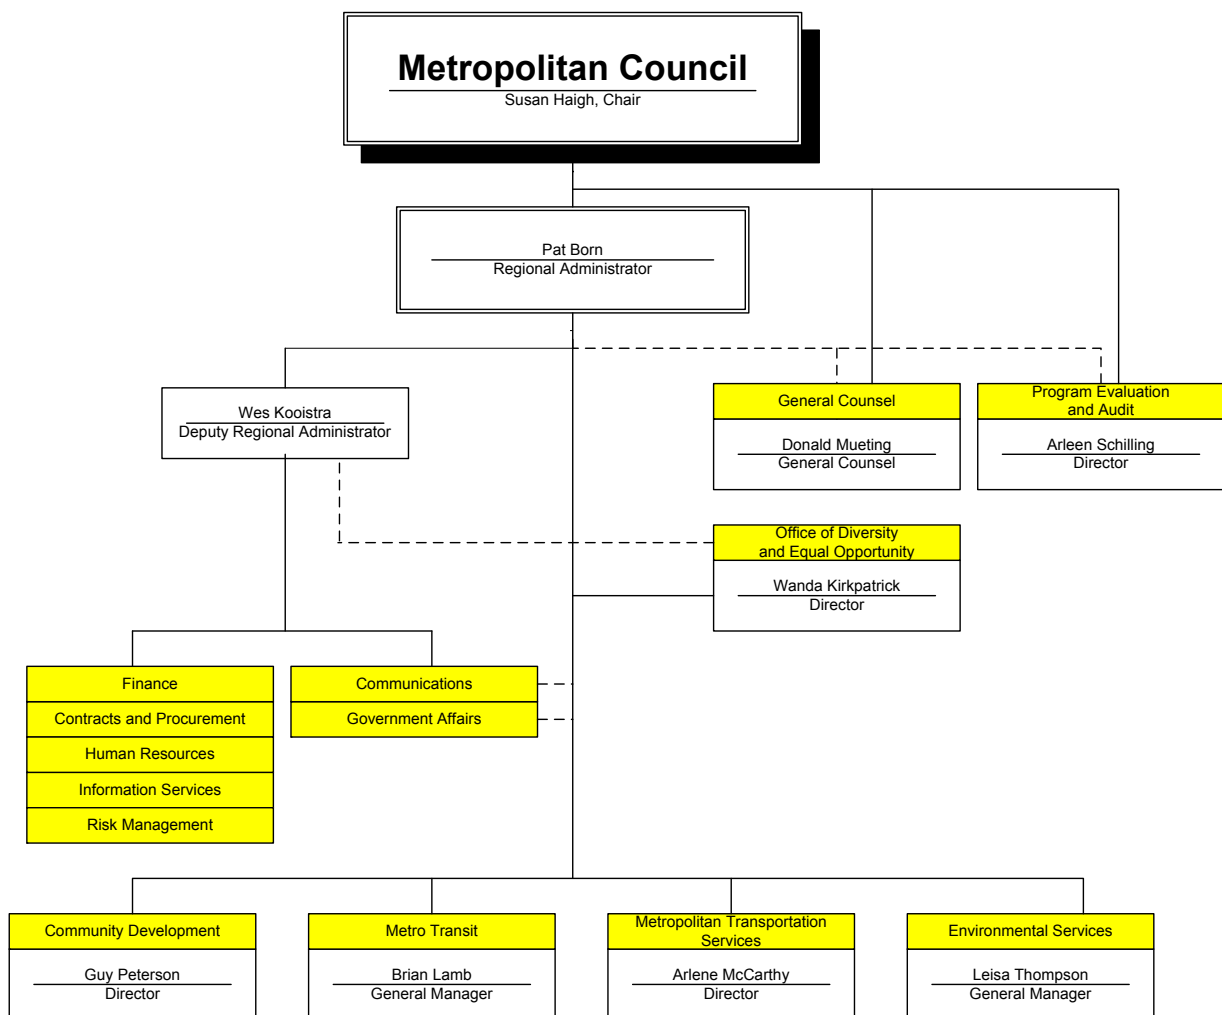 Metropolitan Council
Susan Haigh, Chair
Pat Born
Regional Administrator
Wes Kooistra
Deputy Regional Administrator
General Counsel
Donald Mueting
General Counsel
Program Evaluation
and Audit
Arleen Schilling
Director
Office of Diversity
and Equal Opportunity
Wanda Kirkpatrick
Director
Finance
Contracts and Procurement
Human Resources
Information Services
Risk Management
Communications
Government Affairs
Community Development
Guy Peterson
Director
Metro Transit
Brian Lamb
General Manager
Metropolitan Transportation
Services
Arlene McCarthy
Director
Environmental Services
Leisa Thompson
General Manager